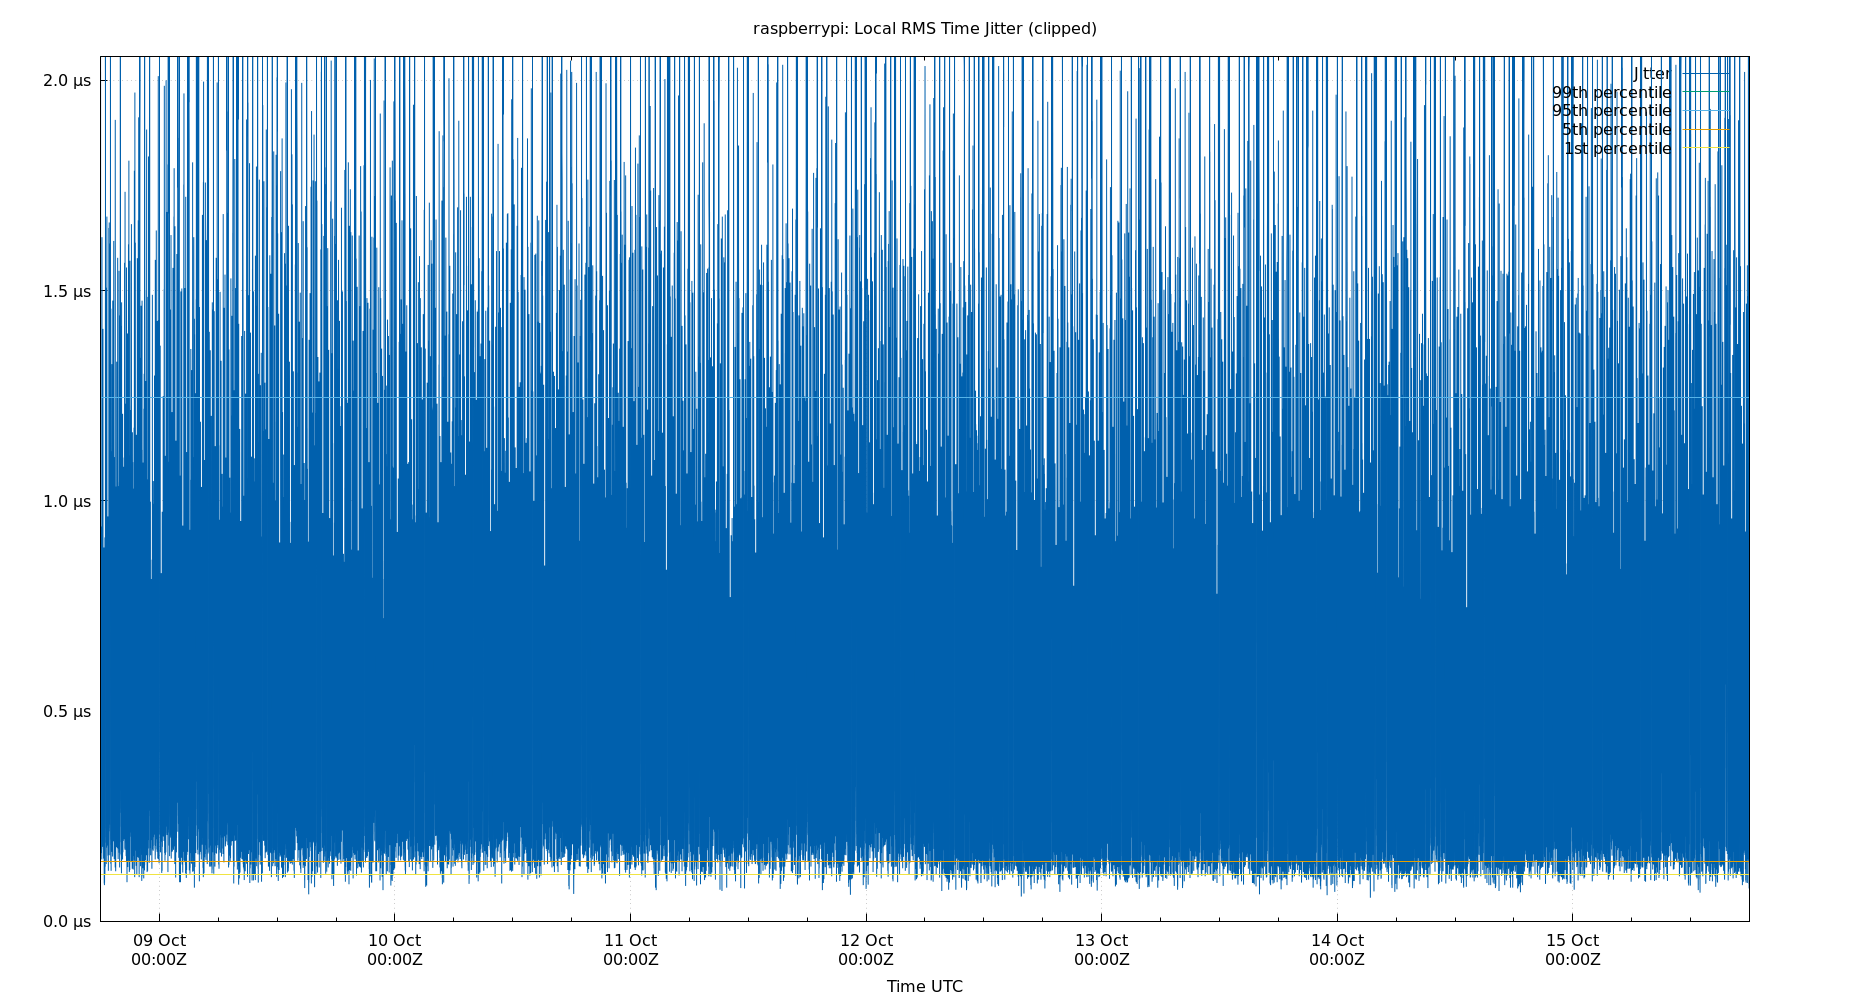 raspberrypi: Local RMS Time Jitter (clipped)
2.0 µs
1.5 µs
1.0 µs
0.5 µs
0.0 µs
Jitter
99th percentile
95th percentile
5th percentile
1st percentile
09 Oct 10 Oct 11 Oct 12 Oct 13 Oct 14 Oct 15 Oct
00:00Z 00:00Z 00:00Z 00:00Z 00:00Z 00:00Z 00:00Z
Time UTC